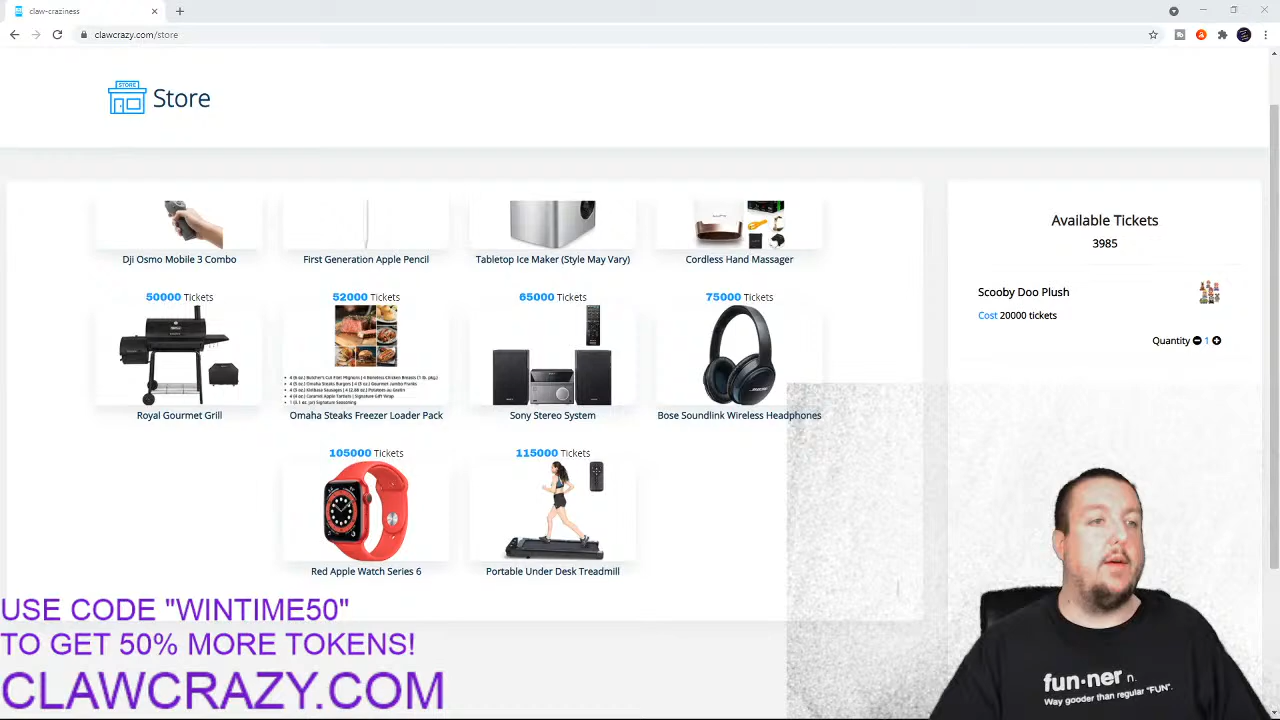 claw-craziness
clawcrazy.com/store
STORE
Store
Dji Osmo Mobile 3 Combo
First Generation Apple Pencil
Tabletop Ice Maker (Style May Vary)
Cordless Hand Massager
50000 Tickets
52000 Tickets
65000 Tickets
75000 Tickets
Royal Gourmet Grill
Omaha Steaks Freezer Loader Pack
Sony Stereo System
Bose Soundlink Wireless Headphones
105000 Tickets
115000 Tickets
Red Apple Watch Series 6
Portable Under Desk Treadmill
Available Tickets
3985
Scooby Doo Plush
Cost 20000 tickets
Quantity 1
USE CODE "WINTIME50"
TO GET 50% MORE TOKENS!
CLAWCRAZY.COM
fun·ner n.
Way gooder than regular "FUN".